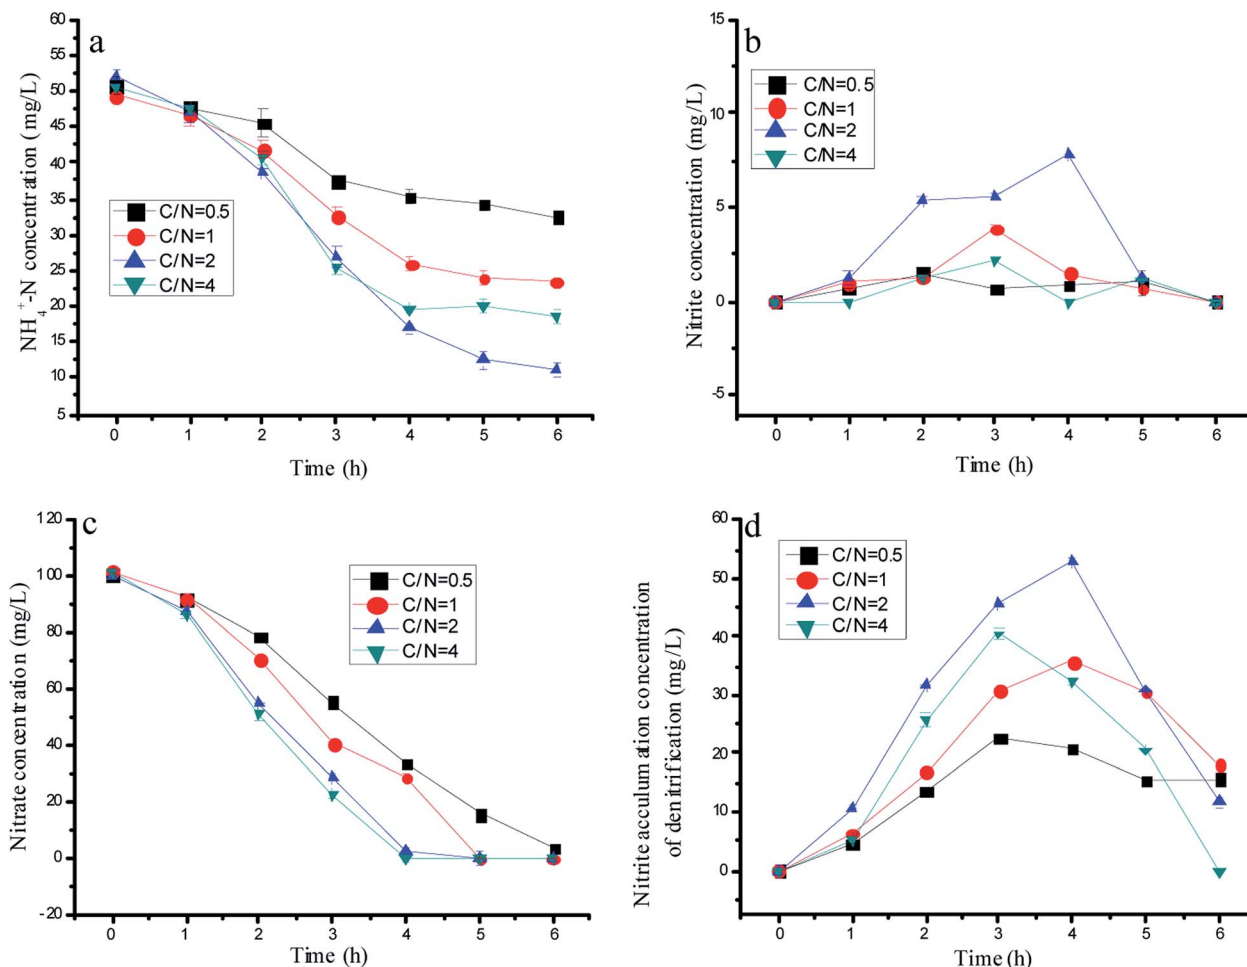 a
NH4+-N concentration (mg/L)
60
55
50
45
40
35
30
25
20
15
10
5
C/N=0.5
C/N=1
C/N=2
C/N=4
0 1 2 3 4 5 6
Time (h)
b
Nitrite concentration (mg/L)
15
10
5
0
-5
C/N=0.5
C/N=1
C/N=2
C/N=4
0 1 2 3 4 5 6
Time (h)
c
Nitrate concentration (mg/L)
120
100
80
60
40
20
0
-20
C/N=0.5
C/N=1
C/N=2
C/N=4
0 1 2 3 4 5 6
Time (h)
d
Nitrite acculumation concentration
of denitrification (mg/L)
60
50
40
30
20
10
0
C/N=0.5
C/N=1
C/N=2
C/N=4
0 1 2 3 4 5 6
Time (h)